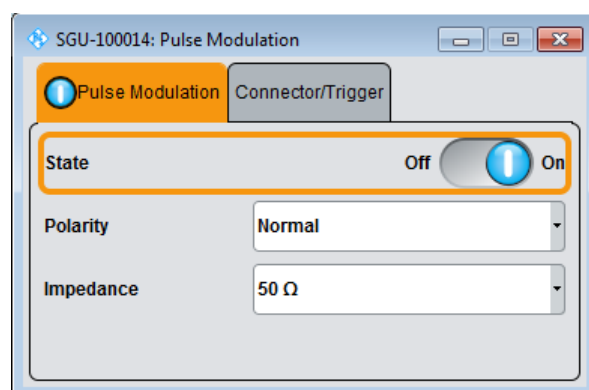 SGU-100014: Pulse Modulation
Pulse Modulation Connector/Trigger
State Off On
Polarity Normal
Impedance 50 Ω